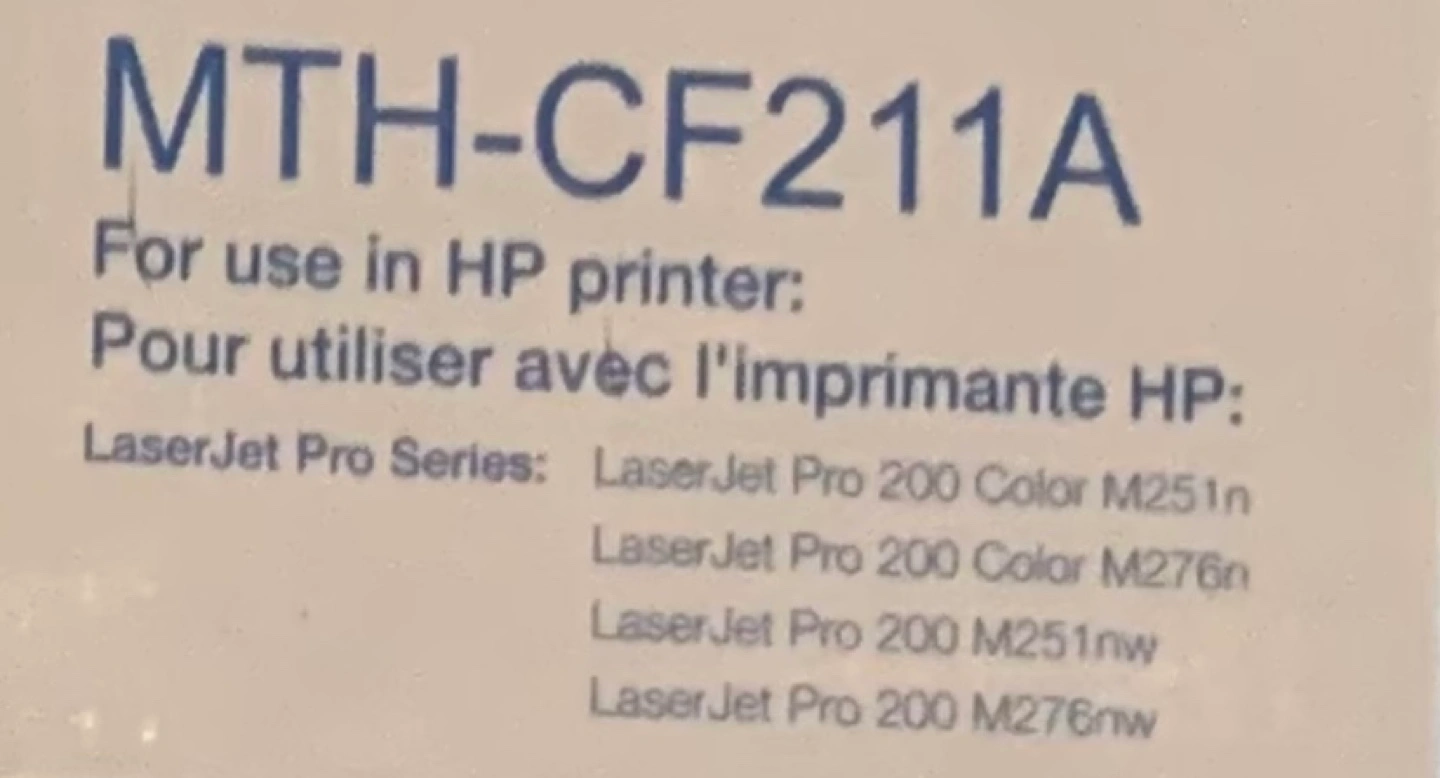 MTH-CF211A
For use in HP printer:
Pour utiliser avec l'imprimante HP:
LaserJet Pro Series: LaserJet Pro 200 Color M251n
LaserJet Pro 200 Color M276n
LaserJet Pro 200 M251nw
LaserJet Pro 200 M276nw